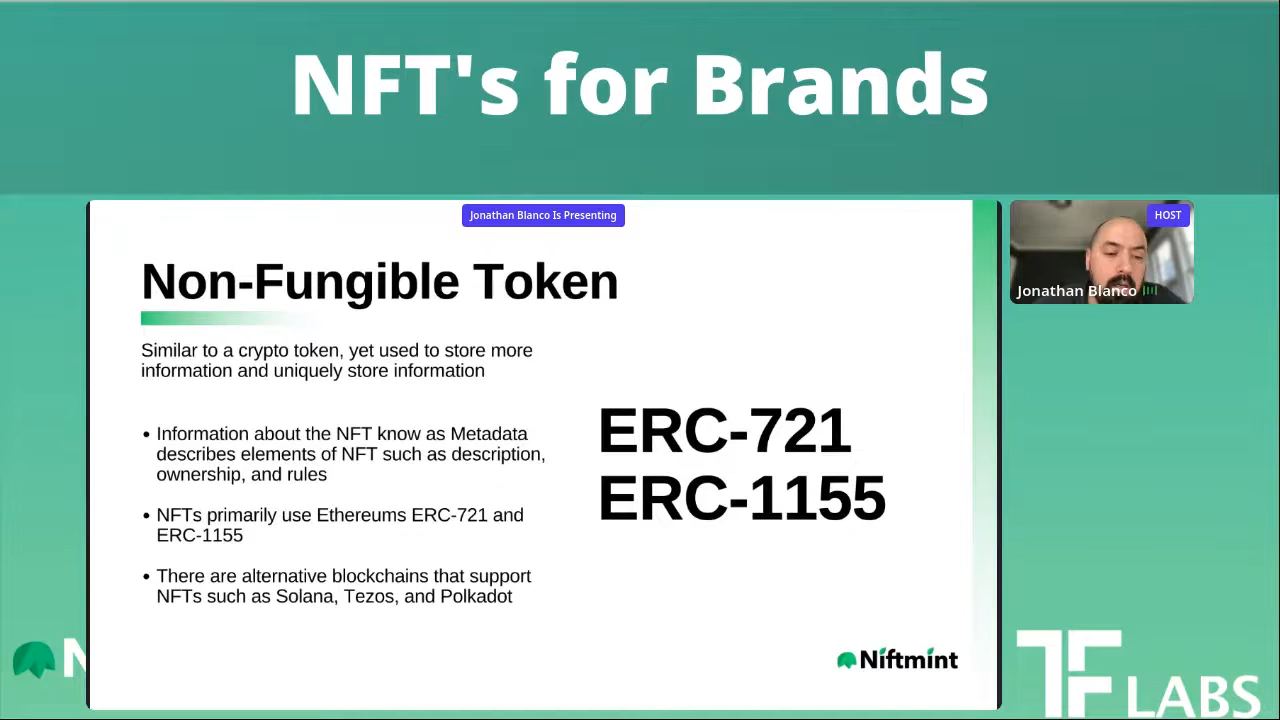 NFT's for Brands
Jonathan Blanco Is Presenting
HOST
Jonathan Blanco
Non-Fungible Token
Similar to a crypto token, yet used to store more
information and uniquely store information
• Information about the NFT know as Metadata
describes elements of NFT such as description,
ownership, and rules
• NFTs primarily use Ethereums ERC-721 and
ERC-1155
• There are alternative blockchains that support
NFTs such as Solana, Tezos, and Polkadot
ERC-721
ERC-1155
Niftmint
N
TF LABS